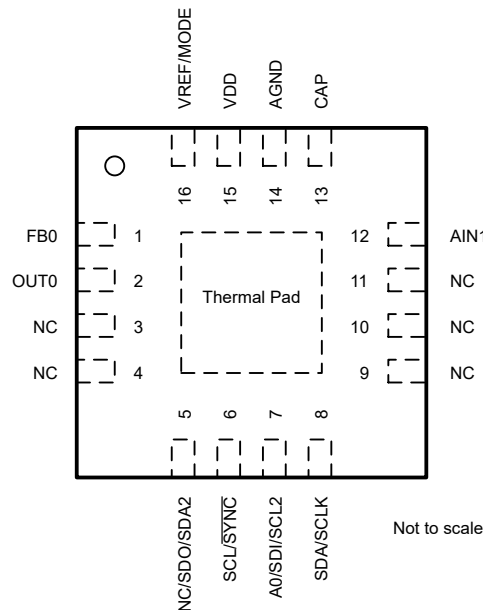 VREF/MODE
VDD
AGND
CAP
16
15
14
13
FB0
1
12
AIN1
OUT0
2
11
NC
NC
3
Thermal Pad
10
NC
NC
4
9
NC
5
6
7
8
NC/SDO/SDA2
SCL/SYNC
A0/SDI/SCL2
SDA/SCLK
Not to scale